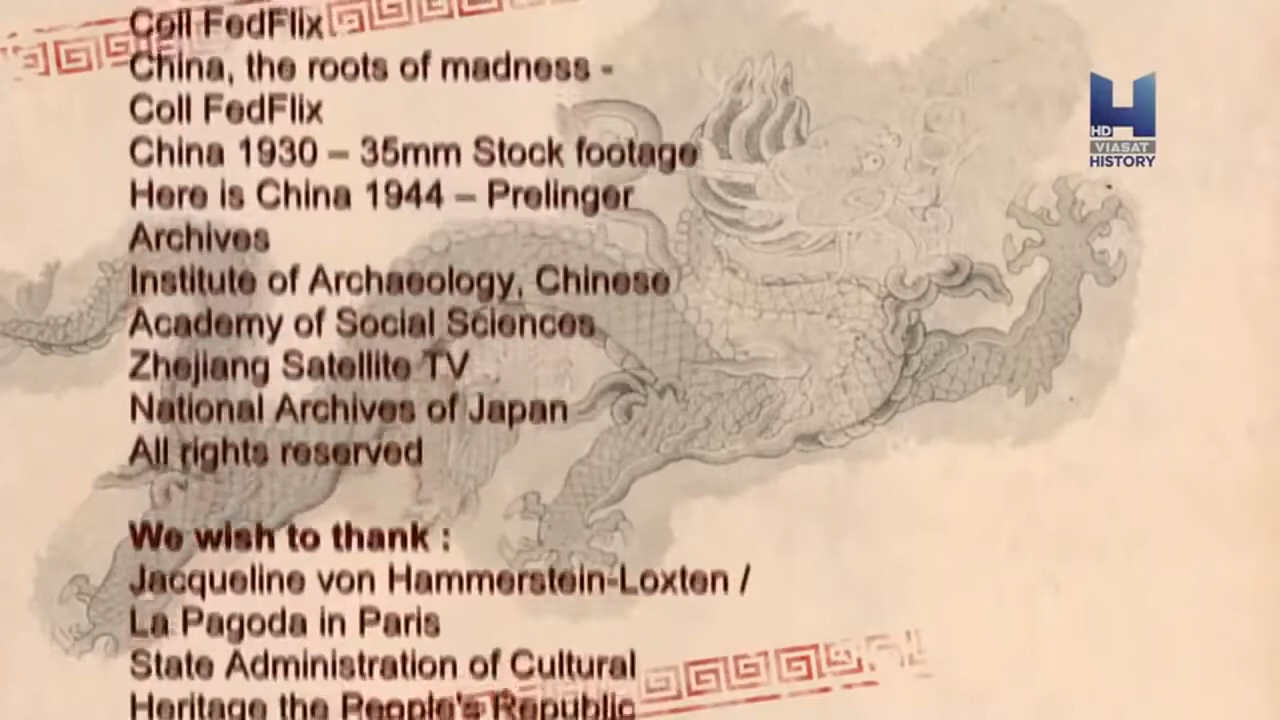 Coll FedFlix
China, the roots of madness -
Coll FedFlix
China 1930 – 35mm Stock footage
Here is China 1944 – Prelinger
Archives
Institute of Archaeology, Chinese
Academy of Social Sciences
Zhejiang Satellite TV
National Archives of Japan
All rights reserved
We wish to thank :
Jacqueline von Hammerstein-Loxten /
La Pagoda in Paris
State Administration of Cultural
Heritage the People's Republic
HD
VIASAT
HISTORY